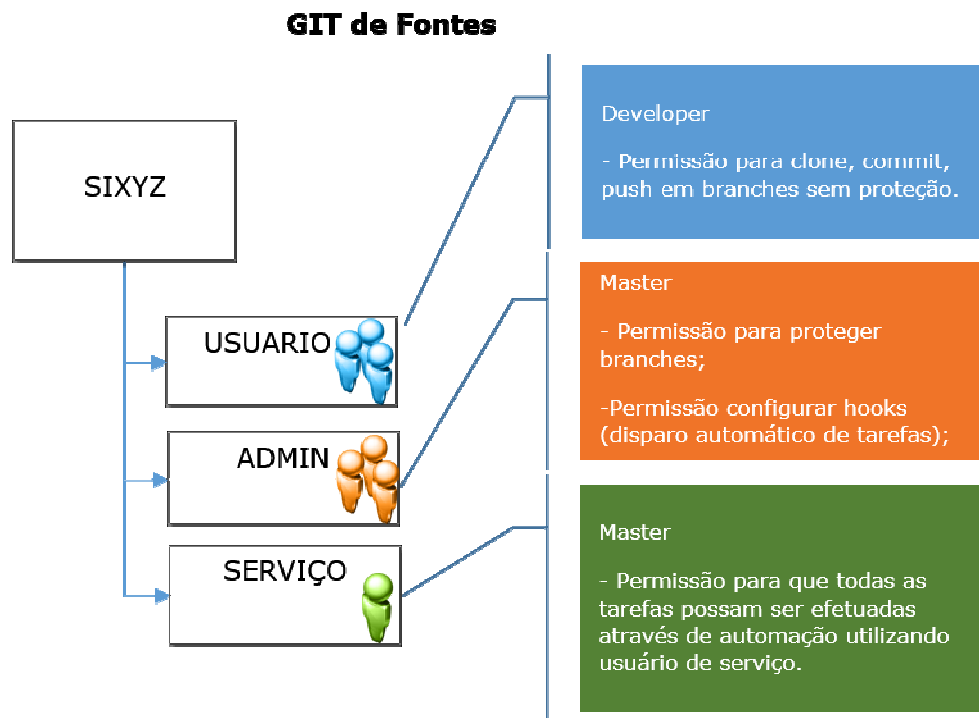 GIT de Fontes
SIXYZ
USUARIO
ADMIN
SERVIÇO
Developer
- Permissão para clone, commit,
push em branches sem proteção.
Master
- Permissão para proteger
branches;
-Permissão configurar hooks
(disparo automático de tarefas);
Master
- Permissão para que todas as
tarefas possam ser efetuadas
através de automação utilizando
usuário de serviço.